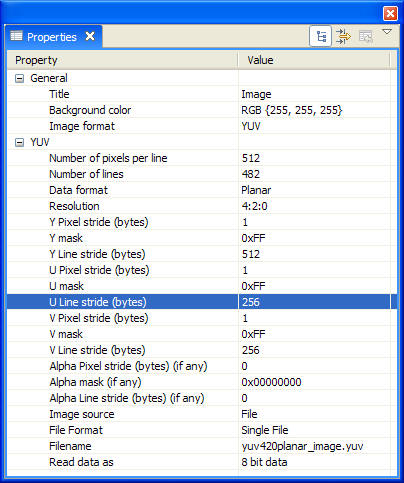 Properties
Property Value
General
Title Image
Background color RGB {255, 255, 255}
Image format YUV
YUV
Number of pixels per line 512
Number of lines 482
Data format Planar
Resolution 4:2:0
Y Pixel stride (bytes) 1
Y mask 0xFF
Y Line stride (bytes) 512
U Pixel stride (bytes) 1
U mask 0xFF
U Line stride (bytes) 256
V Pixel stride (bytes) 1
V mask 0xFF
V Line stride (bytes) 256
Alpha Pixel stride (bytes) (if any) 0
Alpha mask (if any) 0x00000000
Alpha Line stride (bytes) (if any) 0
Image source File
File Format Single File
Filename yuv420planar_image.yuv
Read data as 8 bit data